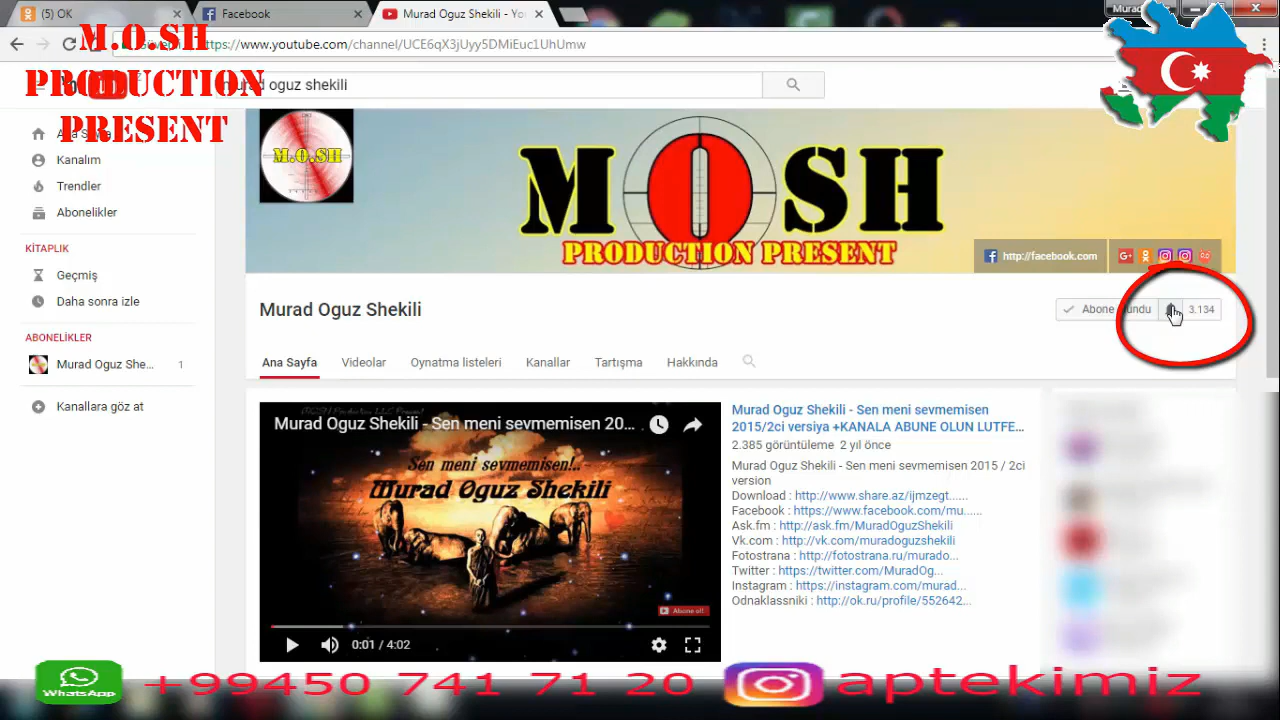 (5) OK
Facebook
Murad Oguz Shekili - Yo
Murad
https://www.youtube.com/channel/UCE6qX3jUyy5DMiEuc1UhUmw
M.O.SH
PRODUCTION
PRESENT
murad oguz shekili
Ana Sayfa
Kanalım
Trendler
Abonelikler
KİTAPLIK
Geçmiş
Daha sonra izle
ABONELİKLER
Murad Oguz She... 1
Kanallara göz at
M.O.SH
MOSH
PRODUCTION PRESENT
http://facebook.com
Murad Oguz Shekili
Abone 3.134
Ana Sayfa Videolar Oynatma listeleri Kanallar Tartışma Hakkında
Murad Oguz Shekili - Sen meni sevmemisen 20...
Sen meni sevmemisen!..
Murad Oguz Shekili
Abone ol!
0:01 / 4:02
Murad Oguz Shekili - Sen meni sevmemisen
2015/2ci versiya +KANALA ABUNE OLUN LUTFE...
2.385 görüntüleme 2 yıl önce
Murad Oguz Shekili - Sen meni sevmemisen 2015 / 2ci
version
Download : http://www.share.az/ijmzegt......
Facebook : https://www.facebook.com/mu......
Ask.fm : http://ask.fm/MuradOguzShekili
Vk.com : http://vk.com/muradoguzshekili
Fotostrana : http://fotostrana.ru/murado...
Twitter : https://twitter.com/MuradOg...
Instagram : https://instagram.com/murad...
Odnaklassniki : http://ok.ru/profile/552642...
WhatsApp +99450 741 71 20 aptekimiz